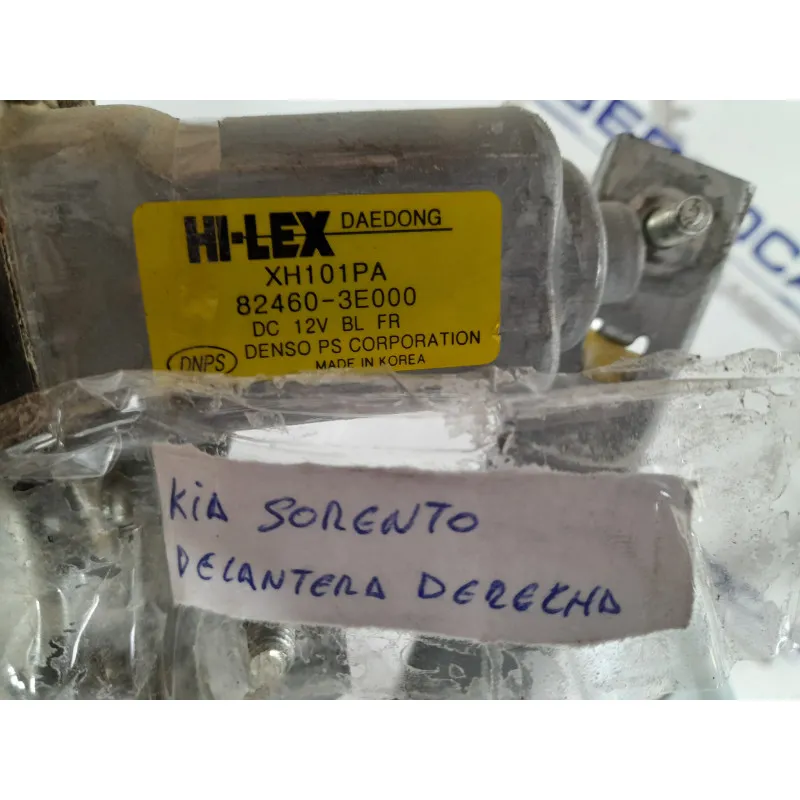 HI-LEX DAEDONG
XH101PA
82460-3E000
DC 12V BL FR
DNPS DENSO PS CORPORATION
MADE IN KOREA
KIA SORENTO
DELANTERA DERECHA